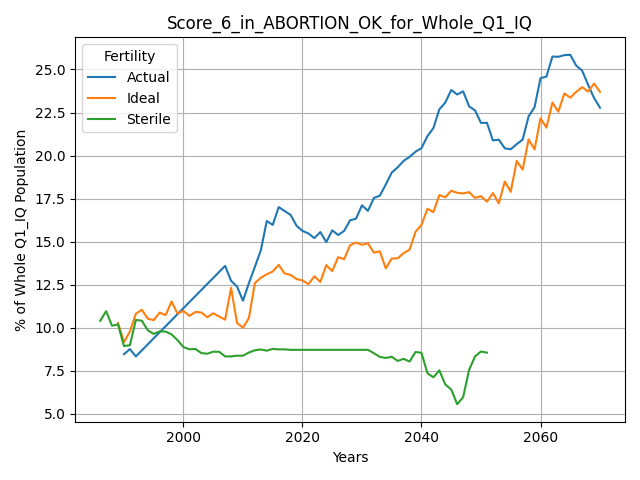 Score_6_in_ABORTION_OK_for_Whole_Q1_IQ
Fertility
Actual
Ideal
Sterile
% of Whole Q1_IQ Population
25.0
22.5
20.0
17.5
15.0
12.5
10.0
7.5
5.0
2000
2020
2040
2060
Years